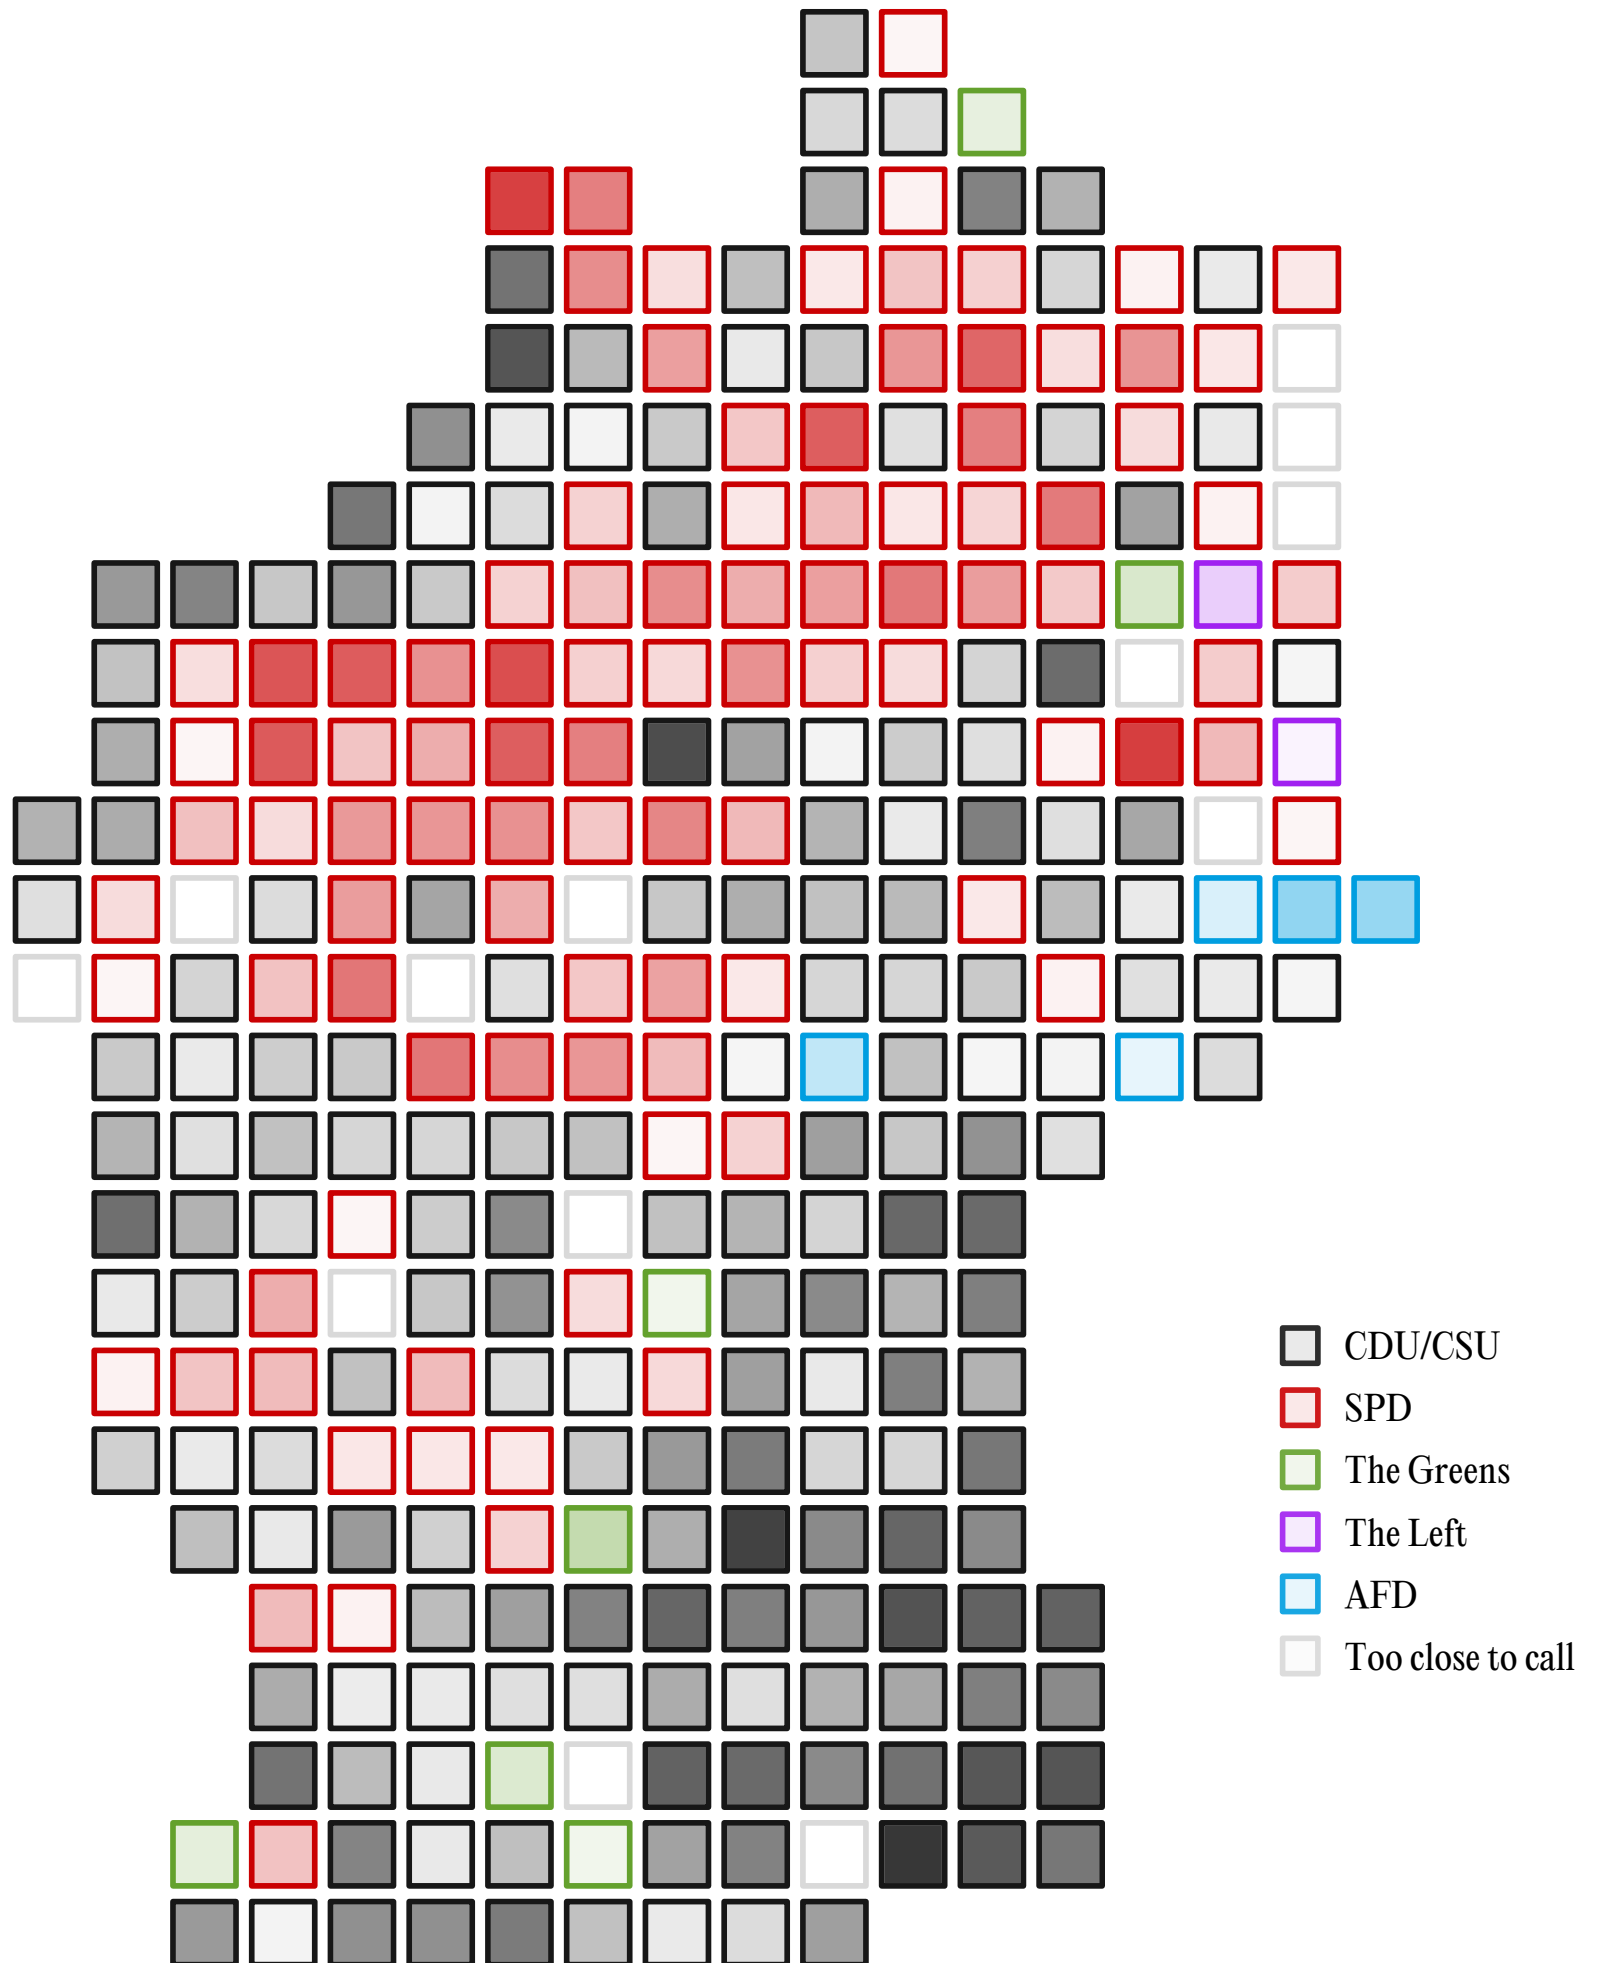 CDU/CSU
SPD
The Greens
The Left
AFD
Too close to call